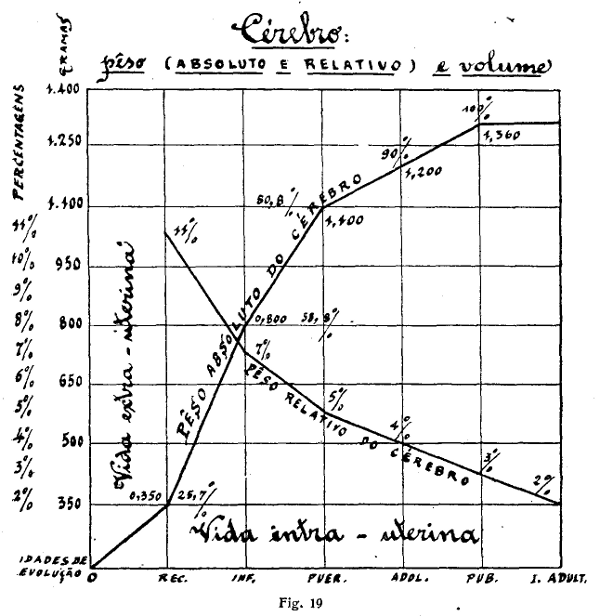 Cérebro:
pêso (ABSOLUTO E RELATIVO) e volume
GRAMAS
PERCENTAGENS
1.400
1.250
1.100
950
800
650
500
350
11%
10%
9%
8%
7%
6%
5%
4%
3%
2%
100%
1,360
90%
1,200
80,8%
1,100
11%
0,800
58,8%
7%
5%
4%
3%
2%
0,350
25,7%
PÊSO ABSOLUTO DO CÉREBRO
PÊSO RELATIVO DO CÉREBRO
Vida extra-uterina
Vida intra-uterina
IDADES DE
EVOLUÇÃO
0 REC. INF. PUER. ADOL. PUB. I. ADULT.
Fig. 19